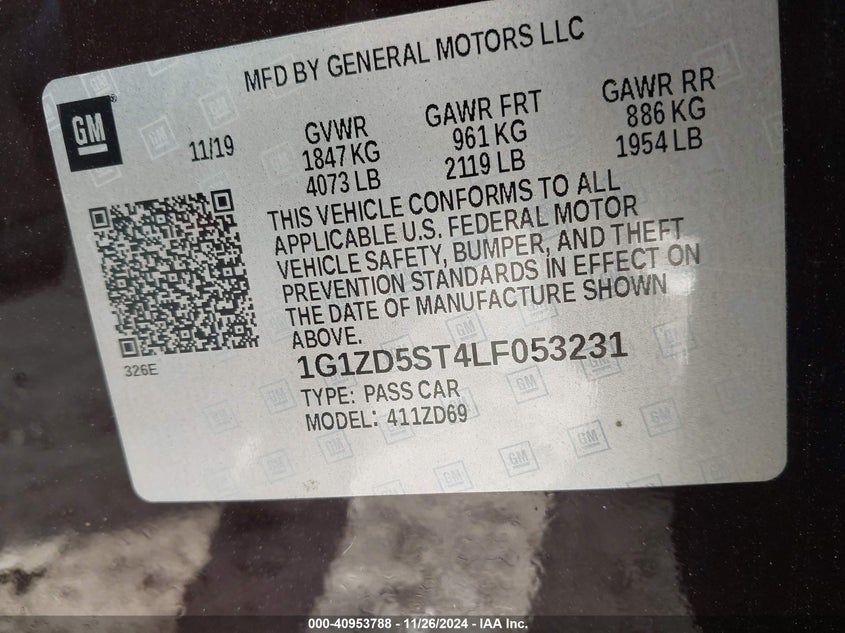 MFD BY GENERAL MOTORS LLC
GM
11/19
GVWR
1847 KG
4073 LB
GAWR FRT
961 KG
2119 LB
GAWR RR
886 KG
1954 LB
THIS VEHICLE CONFORMS TO ALL
APPLICABLE U.S. FEDERAL MOTOR
VEHICLE SAFETY, BUMPER, AND THEFT
PREVENTION STANDARDS IN EFFECT ON
THE DATE OF MANUFACTURE SHOWN
ABOVE.
326E
1G1ZD5ST4LF053231
TYPE: PASS CAR
MODEL: 411ZD69
000-40953788 - 11/26/2024 - IAA Inc.